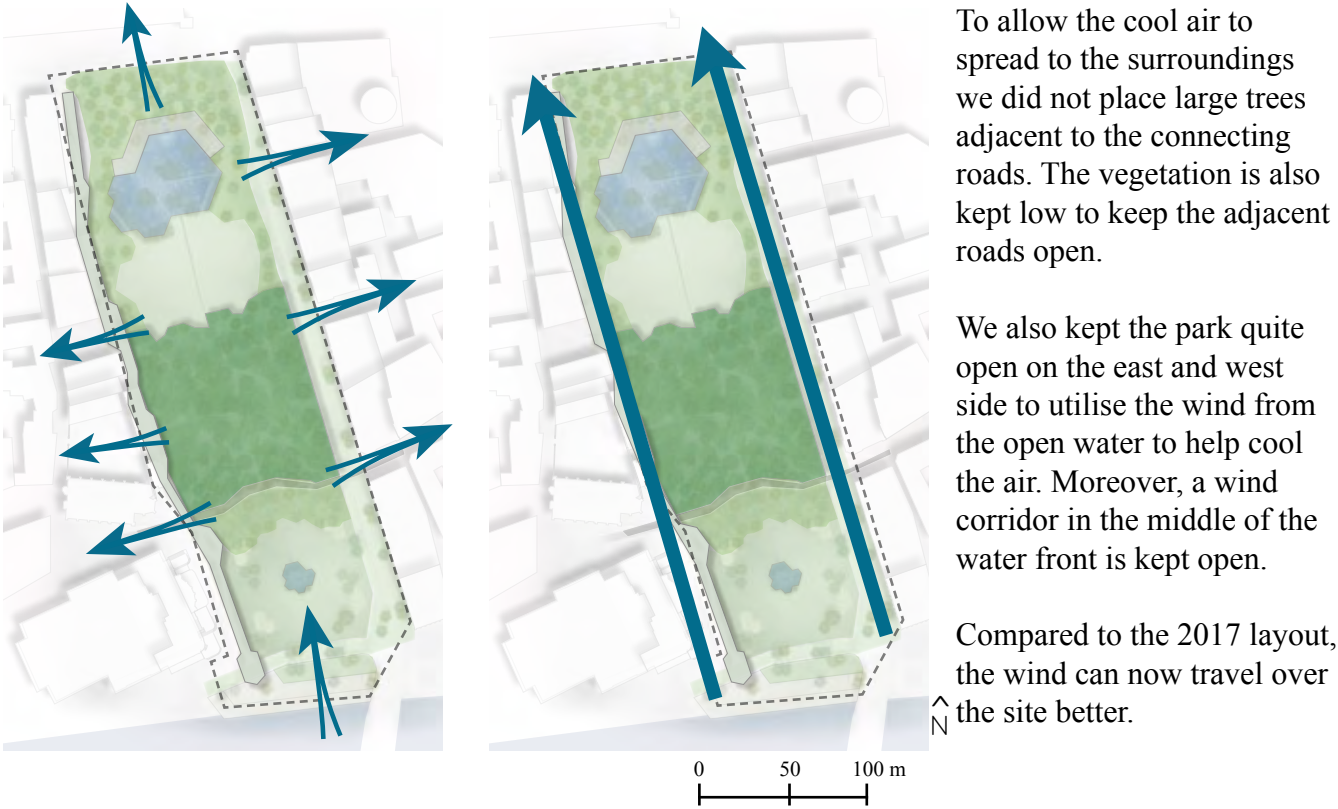 To allow the cool air to
spread to the surroundings
we did not place large trees
adjacent to the connecting
roads. The vegetation is also
kept low to keep the adjacent
roads open.
We also kept the park quite
open on the east and west
side to utilise the wind from
the open water to help cool
the air. Moreover, a wind
corridor in the middle of the
water front is kept open.
Compared to the 2017 layout,
the wind can now travel over
the site better.
N
0 50 100 m